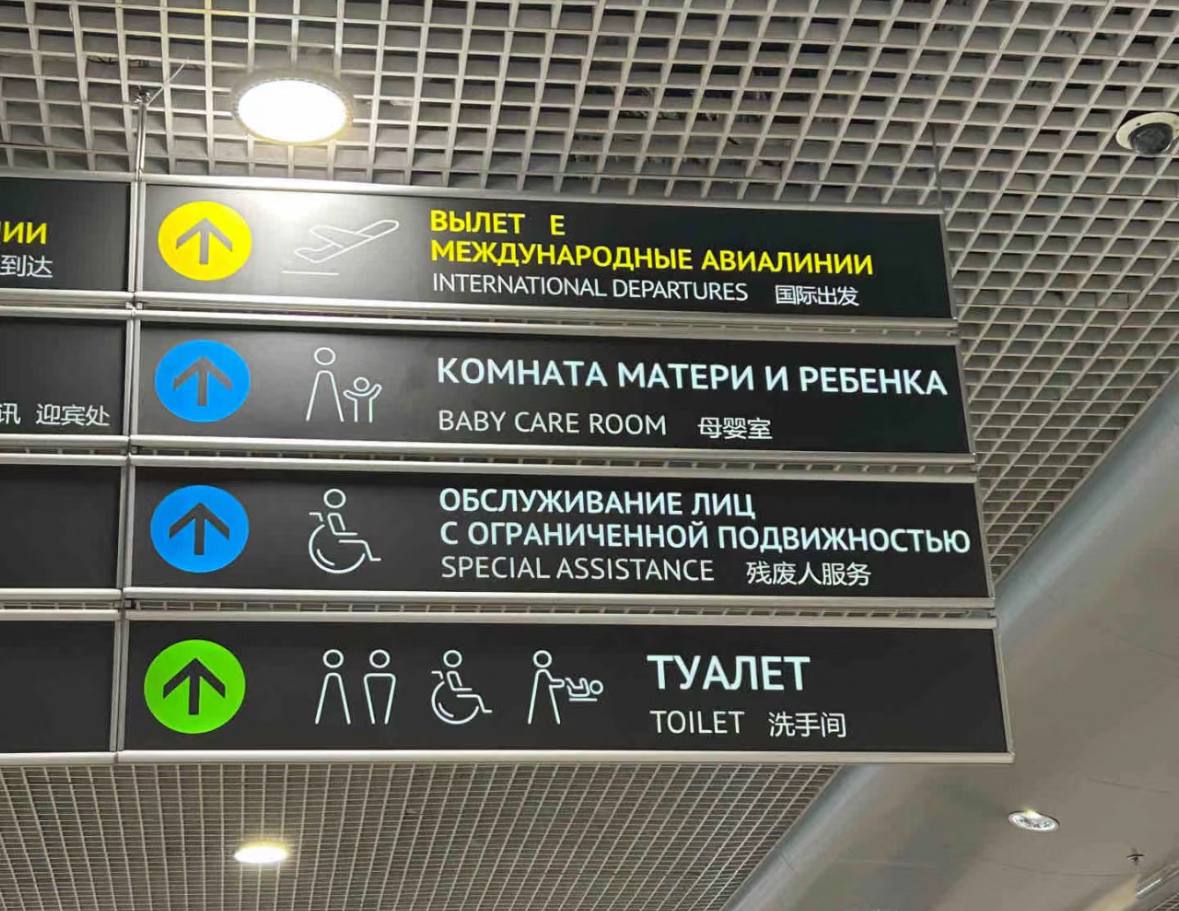 ИИ
到达
ВЫЛЕТ Е
МЕЖДУНАРОДНЫЕ АВИАЛИНИИ
INTERNATIONAL DEPARTURES 国际出发
讯 迎宾处
КОМНАТА МАТЕРИ И РЕБЕНКА
BABY CARE ROOM 母婴室
ОБСЛУЖИВАНИЕ ЛИЦ
С ОГРАНИЧЕННОЙ ПОДВИЖНОСТЬЮ
SPECIAL ASSISTANCE 残废人服务
ТУАЛЕТ
TOILET 洗手间